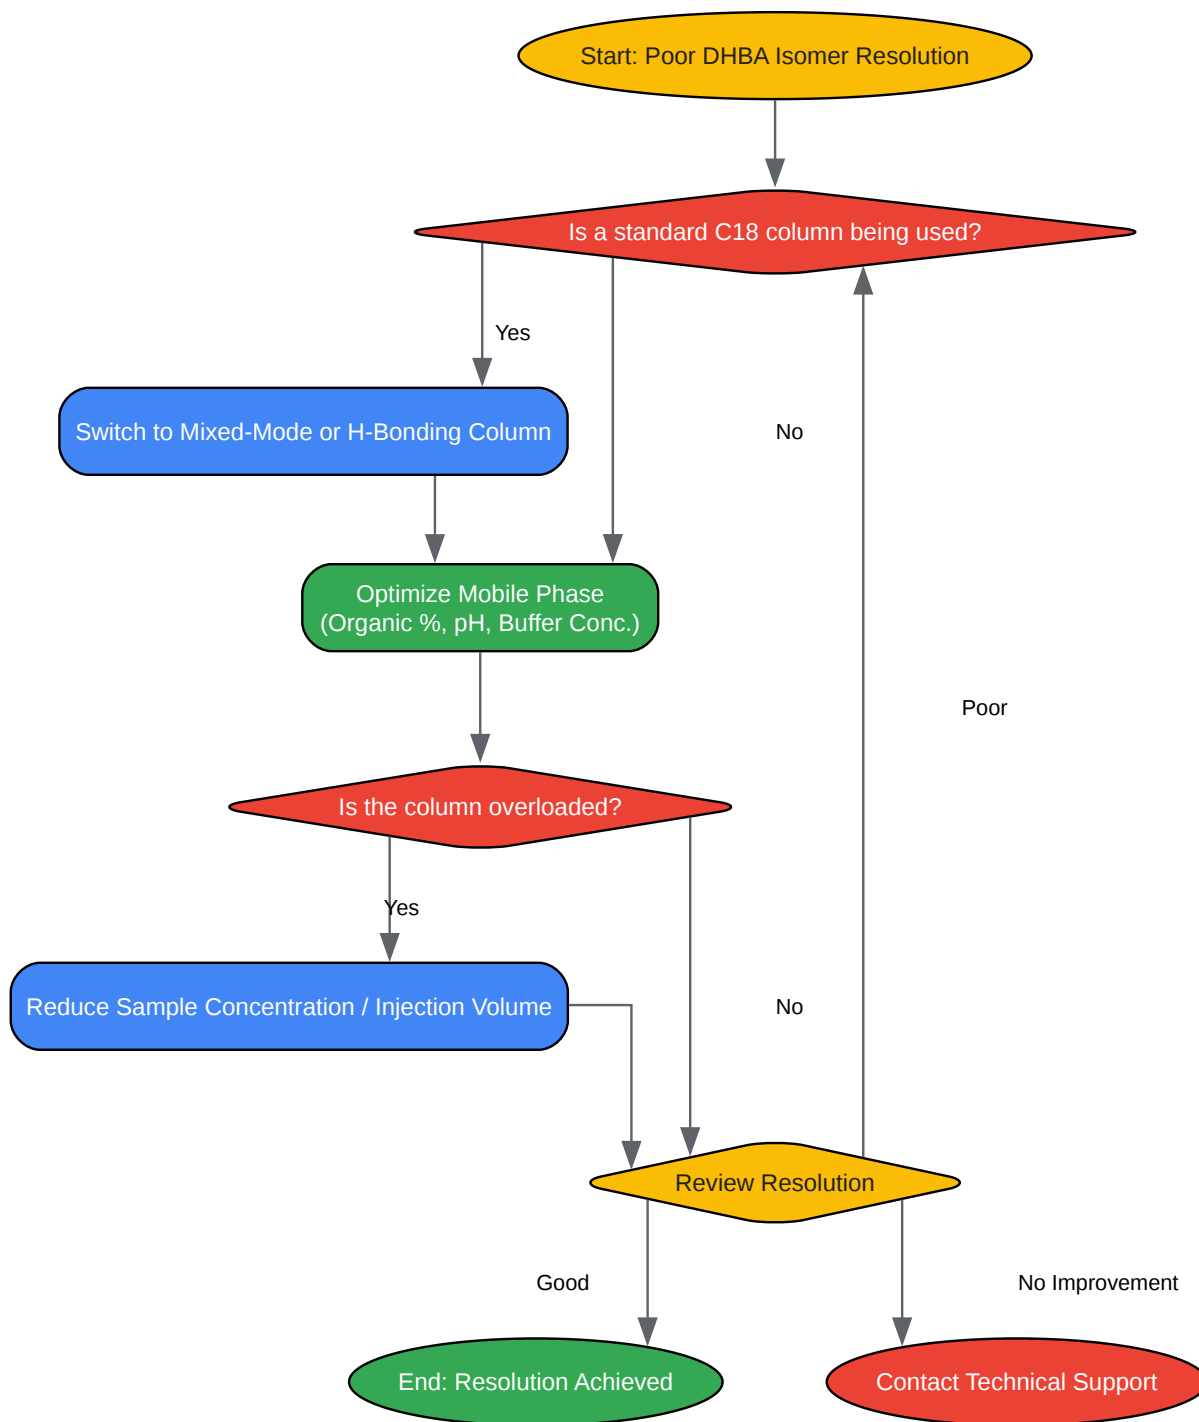 Start: Poor DHBA Isomer Resolution
Is a standard C18 column being used?
Yes
Switch to Mixed-Mode or H-Bonding Column
No
Optimize Mobile Phase
(Organic %, pH, Buffer Conc.)
Poor
Is the column overloaded?
Yes
Reduce Sample Concentration / Injection Volume
No
Review Resolution
Good
No Improvement
End: Resolution Achieved
Contact Technical Support